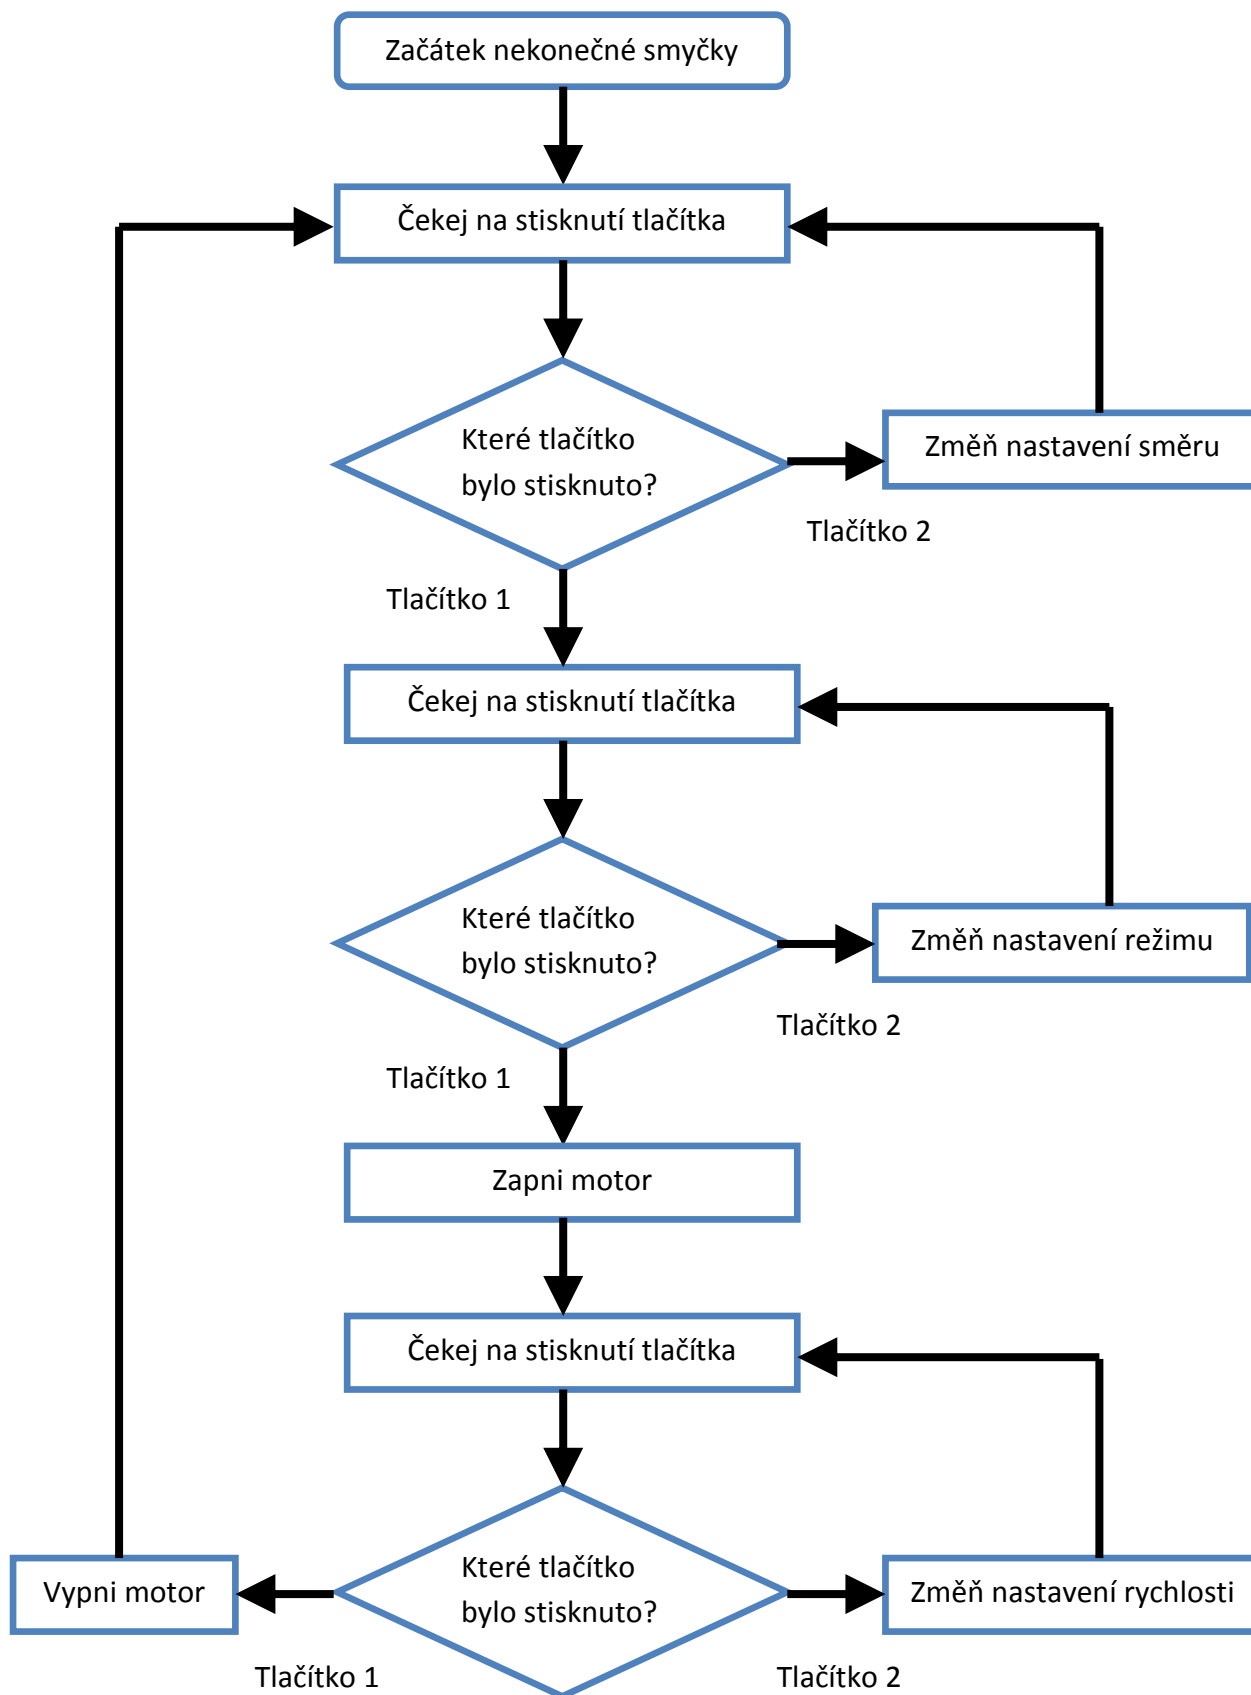 Začátek nekonečné smyčky
Čekej na stisknutí tlačítka
Které tlačítko
bylo stisknuto?
Změň nastavení směru
Tlačítko 2
Tlačítko 1
Čekej na stisknutí tlačítka
Které tlačítko
bylo stisknuto?
Změň nastavení režimu
Tlačítko 2
Tlačítko 1
Zapni motor
Čekej na stisknutí tlačítka
Které tlačítko
bylo stisknuto?
Vypni motor
Změň nastavení rychlosti
Tlačítko 1
Tlačítko 2